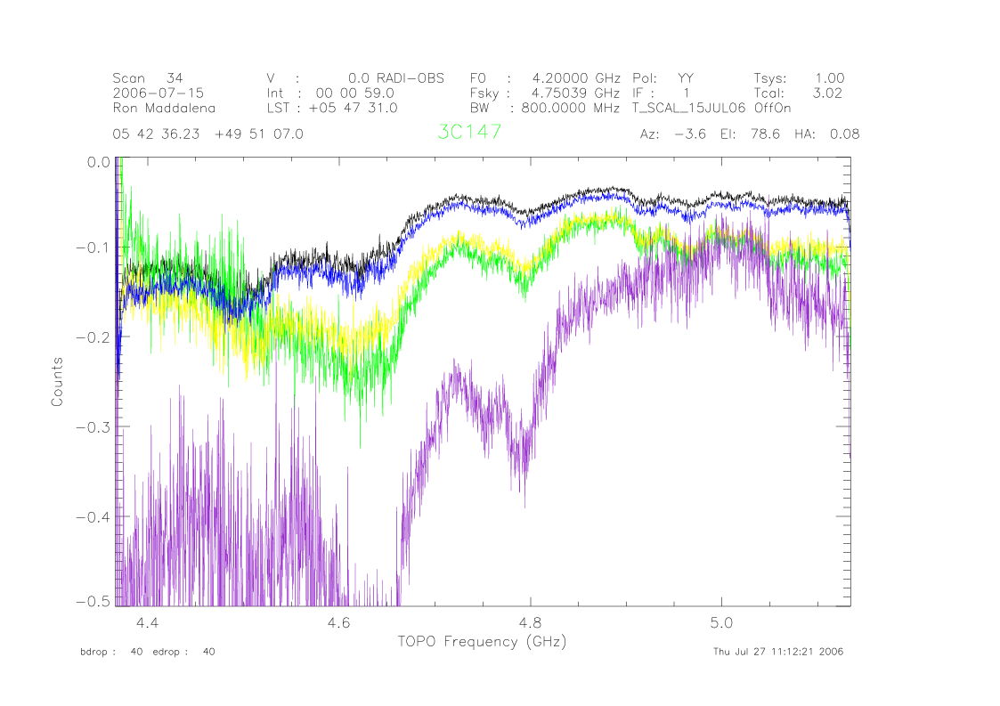 Scan 34 V : 0.0 RADI-OBS F0 : 4.20000 GHz Pol: YY Tsys: 1.00
2006-07-15 Int : 00 00 59.0 Fsky : 4.75039 GHz IF : 1 Tcal: 3.02
Ron Maddalena LST : +05 47 31.0 BW : 800.0000 MHz T_SCAL_15JUL06 OffOn
05 42 36.23 +49 51 07.0 3C147 Az: -3.6 El: 78.6 HA: 0.08
0.0
-0.1
-0.2
-0.3
-0.4
-0.5
Counts
4.4 4.6 4.8 5.0
TOPO Frequency (GHz)
bdrop : 40 edrop : 40 Thu Jul 27 11:12:21 2006